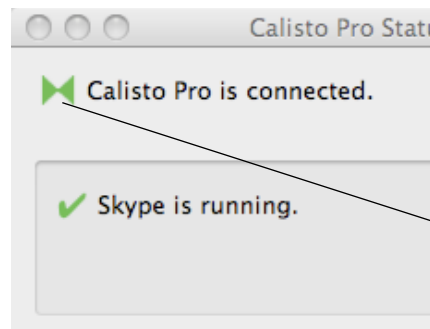 Calisto Pro Stat
Calisto Pro is connected.
Skype is running.